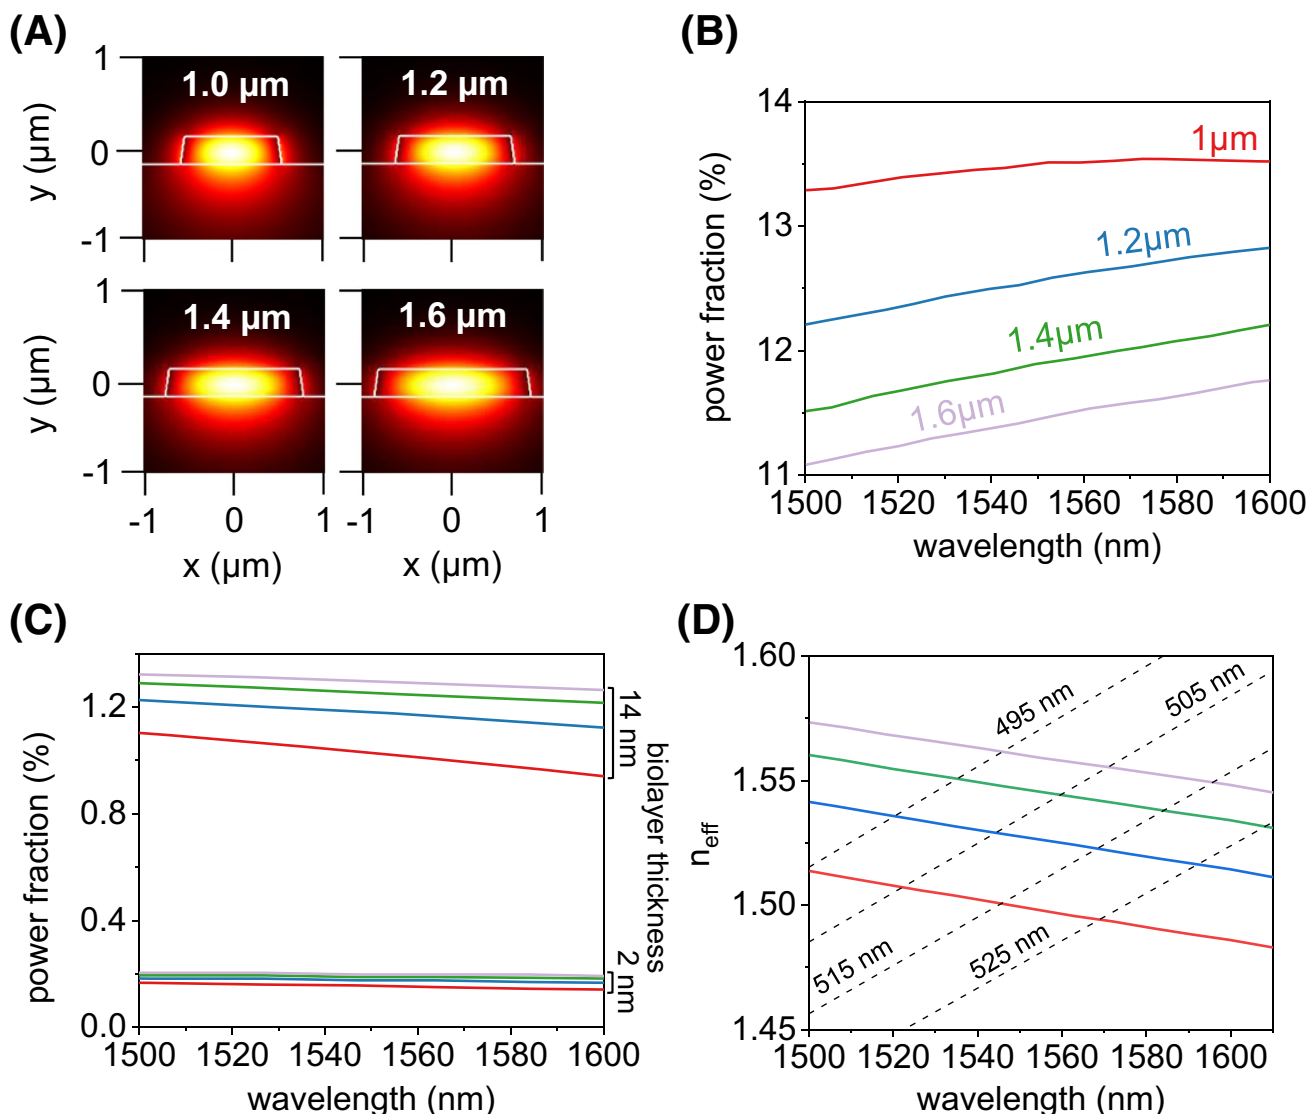 (A)
1.0 µm
1.2 µm
1
0
-1
y (µm)
1.4 µm
1.6 µm
1
0
-1
y (µm)
-1 0 1
-1 0 1
x (µm)
x (µm)
(B)
14
13
12
11
power fraction (%)
1µm
1.2µm
1.4µm
1.6µm
1500 1520 1540 1560 1580 1600
wavelength (nm)
(C)
1.2
0.8
0.4
0.0
power fraction (%)
14 nm
2 nm
biolayer thickness
1500 1520 1540 1560 1580 1600
wavelength (nm)
(D)
1.60
1.55
1.50
1.45
neff
495 nm
505 nm
515 nm
525 nm
1500 1520 1540 1560 1580 1600
wavelength (nm)